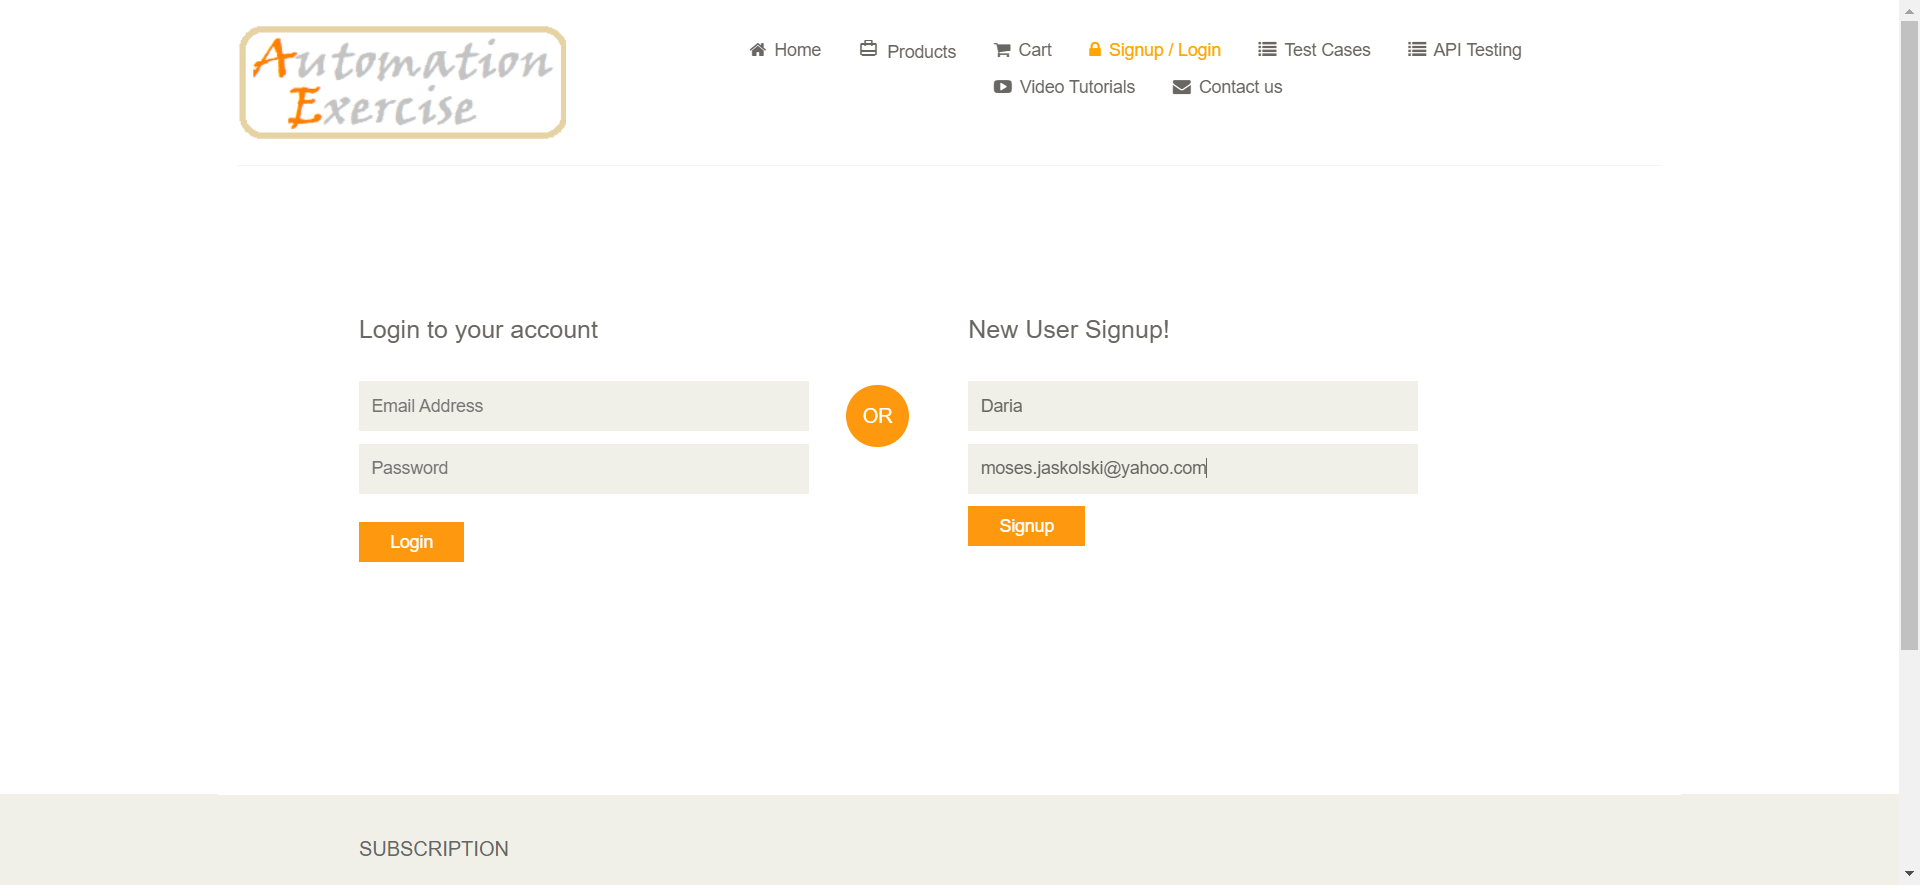 Automation
Exercise
Home
Products
Cart
Signup / Login
Test Cases
API Testing
Video Tutorials
Contact us
Login to your account
Email Address
Password
Login
OR
New User Signup!
Daria
moses.jaskolski@yahoo.com
Signup
SUBSCRIPTION